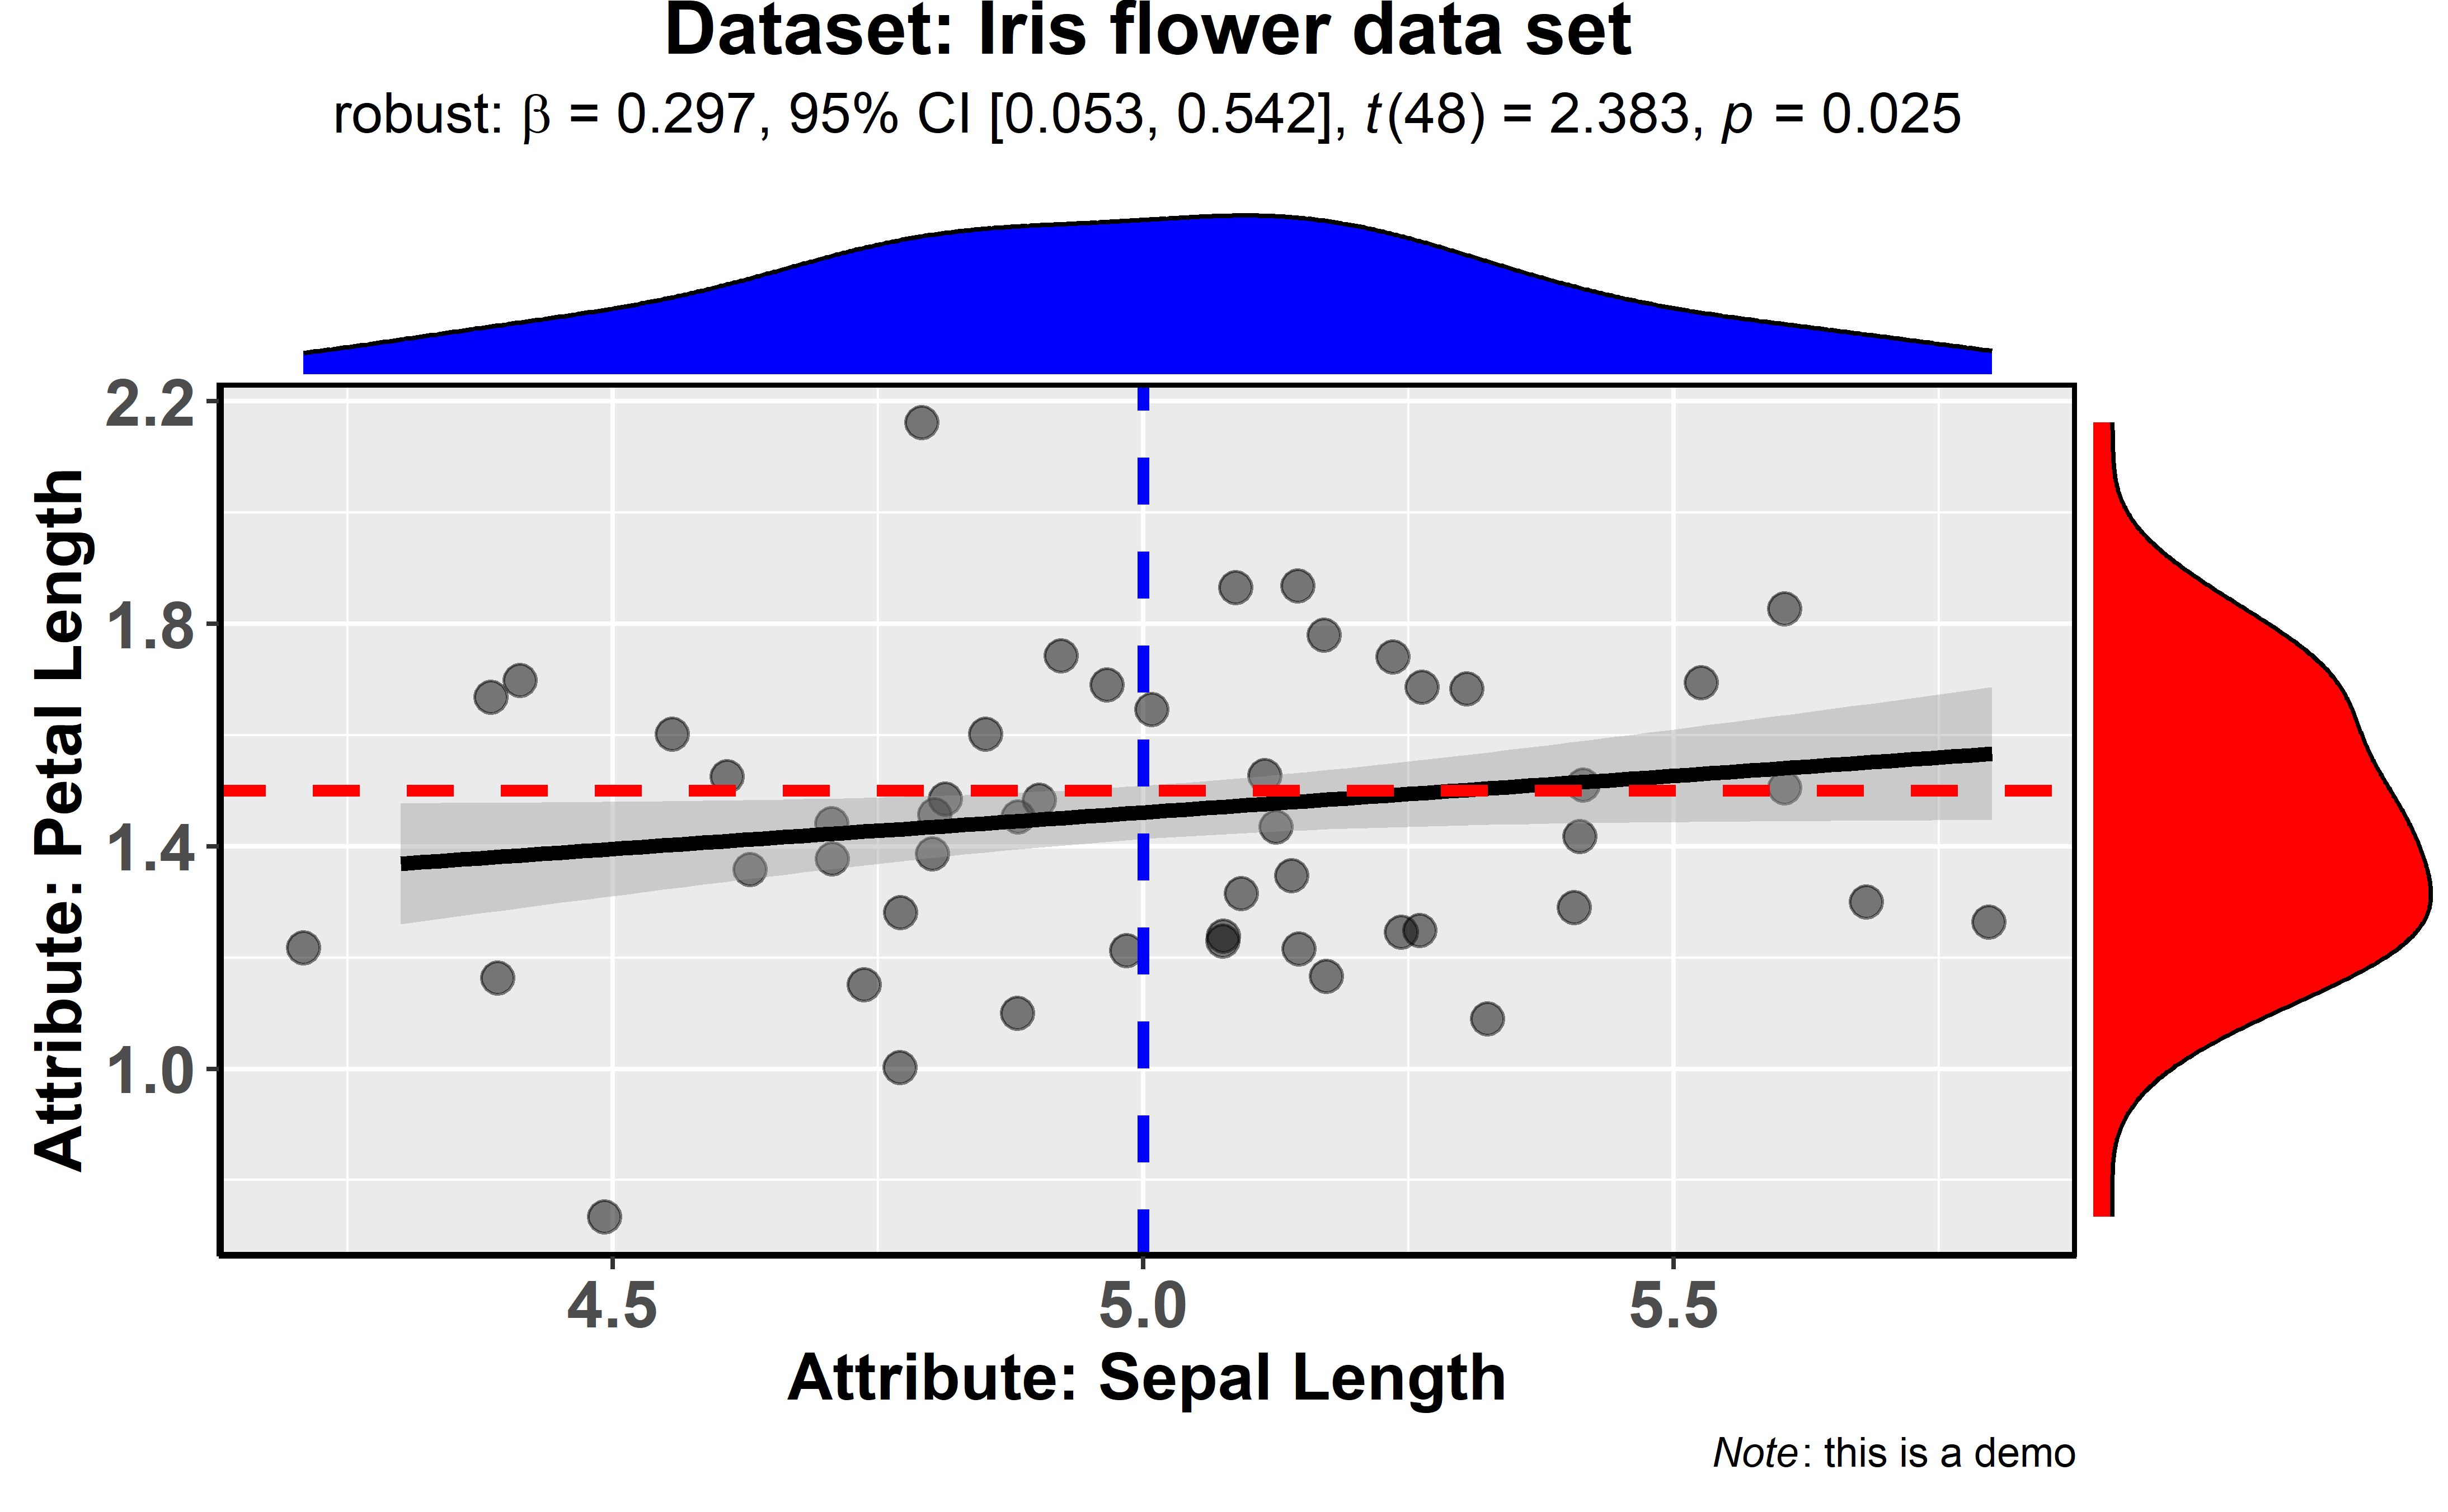 Dataset: Iris flower data set
robust: β = 0.297, 95% CI [0.053, 0.542], t(48) = 2.383, p = 0.025
2.2
1.8
1.4
1.0
Attribute: Petal Length
4.5 5.0 5.5
Attribute: Sepal Length
Note: this is a demo